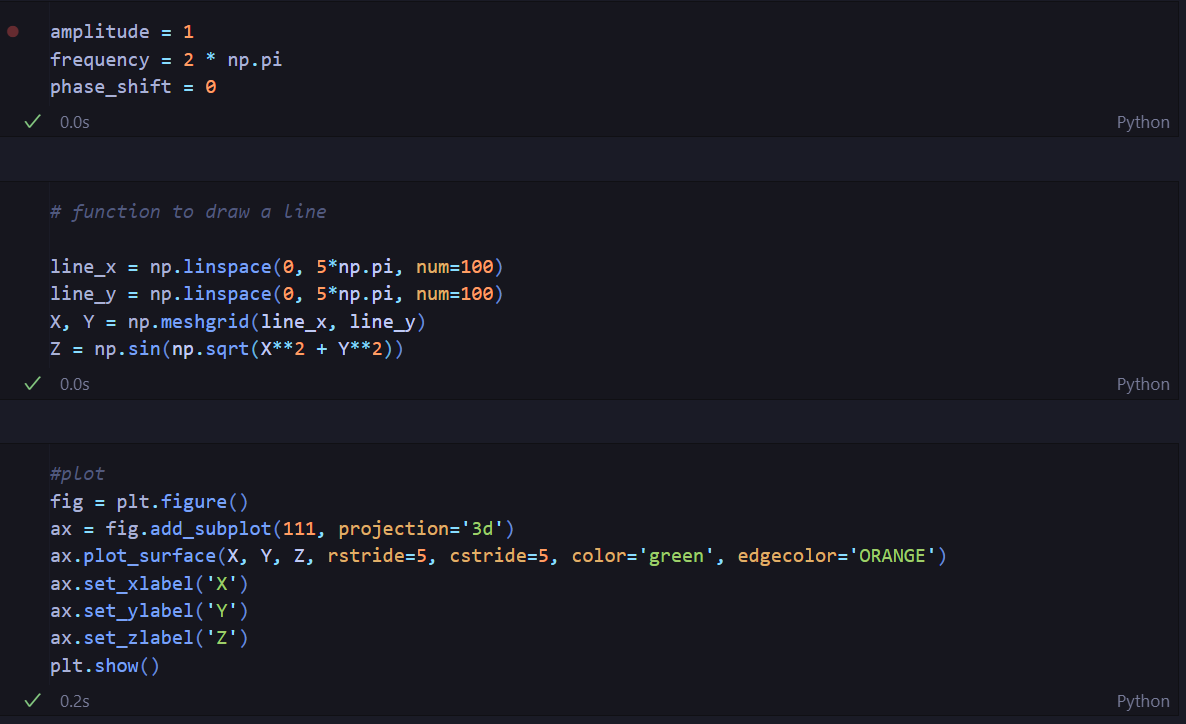 amplitude = 1
frequency = 2 * np.pi
phase_shift = 0
0.0s
Python
# function to draw a line
line_x = np.linspace(0, 5*np.pi, num=100)
line_y = np.linspace(0, 5*np.pi, num=100)
X, Y = np.meshgrid(line_x, line_y)
Z = np.sin(np.sqrt(X**2 + Y**2))
0.0s
Python
#plot
fig = plt.figure()
ax = fig.add_subplot(111, projection='3d')
ax.plot_surface(X, Y, Z, rstride=5, cstride=5, color='green', edgecolor='ORANGE')
ax.set_xlabel('X')
ax.set_ylabel('Y')
ax.set_zlabel('Z')
plt.show()
0.2s
Python